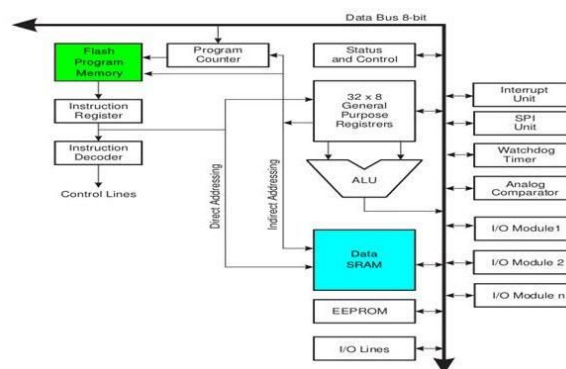 Data Bus 8-bit
Flash
Program
Memory
Program
Counter
Status
and Control
Instruction
Register
32 x 8
General
Purpose
Registrers
Interrupt
Unit
SPI
Unit
Instruction
Decoder
Watchdog
Timer
Control Lines
Direct Addressing
Indirect Addressing
ALU
Analog
Comparator
I/O Module1
Data
SRAM
I/O Module 2
I/O Module n
EEPROM
I/O Lines